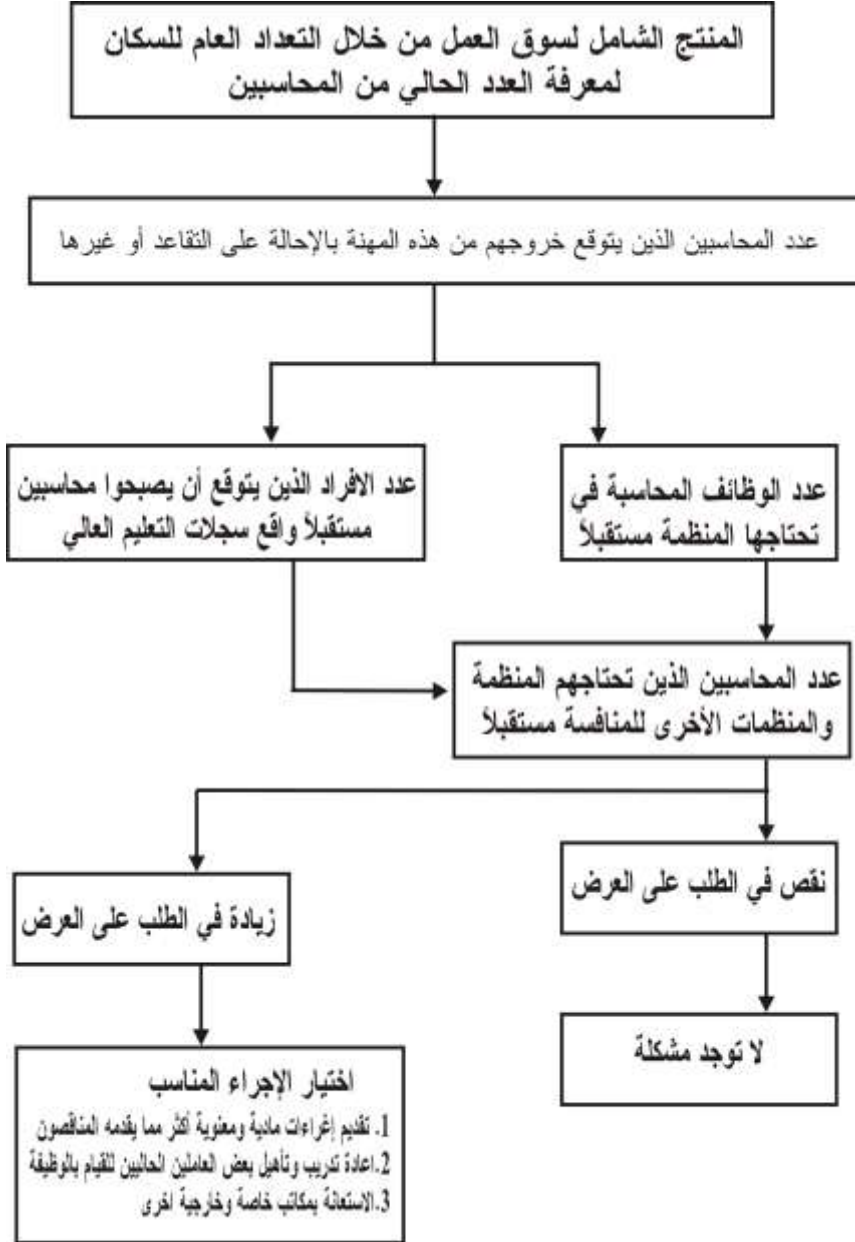 المنتج الشامل لسوق العمل من خلال التعداد العام للسكان
لمعرفة العدد الحالي من المحاسبين
عدد المحاسبين الذين يتوقع خروجهم من هذه المهنة بالإحالة على التقاعد أو غيرها
عدد الوظائف المحاسبة في
تحتاجها المنظمة مستقبلاً
عدد الافراد الذين يتوقع أن يصبحوا محاسبين
مستقبلاً واقع سجلات التعليم العالي
عدد المحاسبين الذين تحتاجهم المنظمة
والمنظمات الأخرى للمنافسة مستقبلاً
نقص في الطلب على العرض
زيادة في الطلب على العرض
لا توجد مشكلة
اختيار الإجراء المناسب
1. تقديم إغراءات مادية ومعنوية أكثر مما يقدمه المناقصون
2.اعادة تدريب وتأهيل بعض العاملين الحاليين للقيام بالوظيفة
3.الاستعانة بمكاتب خاصة وخارجية اخرى